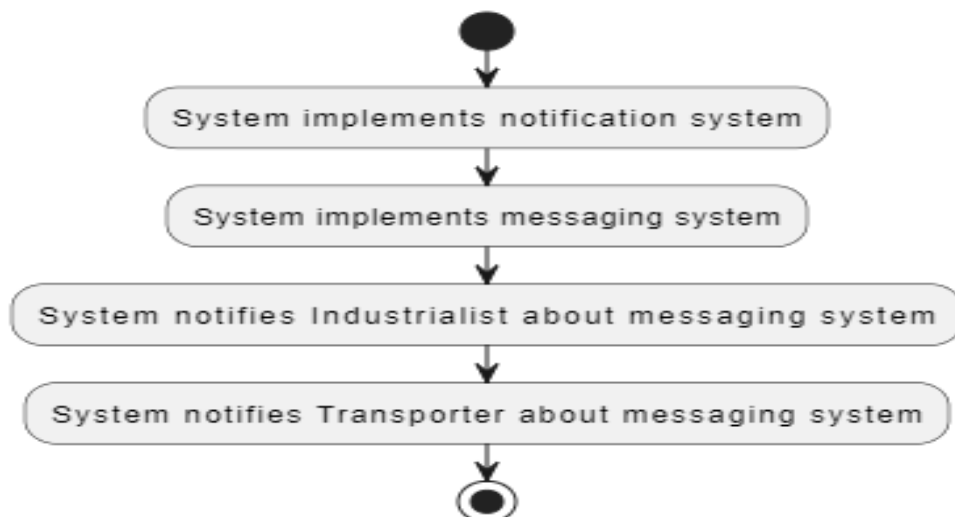 System implements notification system
System implements messaging system
System notifies Industrialist about messaging system
System notifies Transporter about messaging system